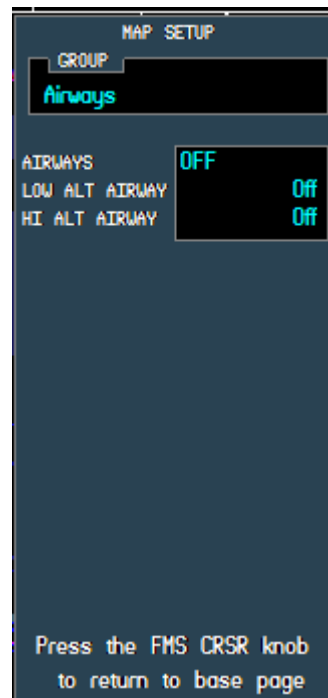 MAP SETUP
GROUP
Airways
AIRWAYS OFF
LOW ALT AIRWAY Off
HI ALT AIRWAY Off
Press the FMS CRSR knob
to return to base page